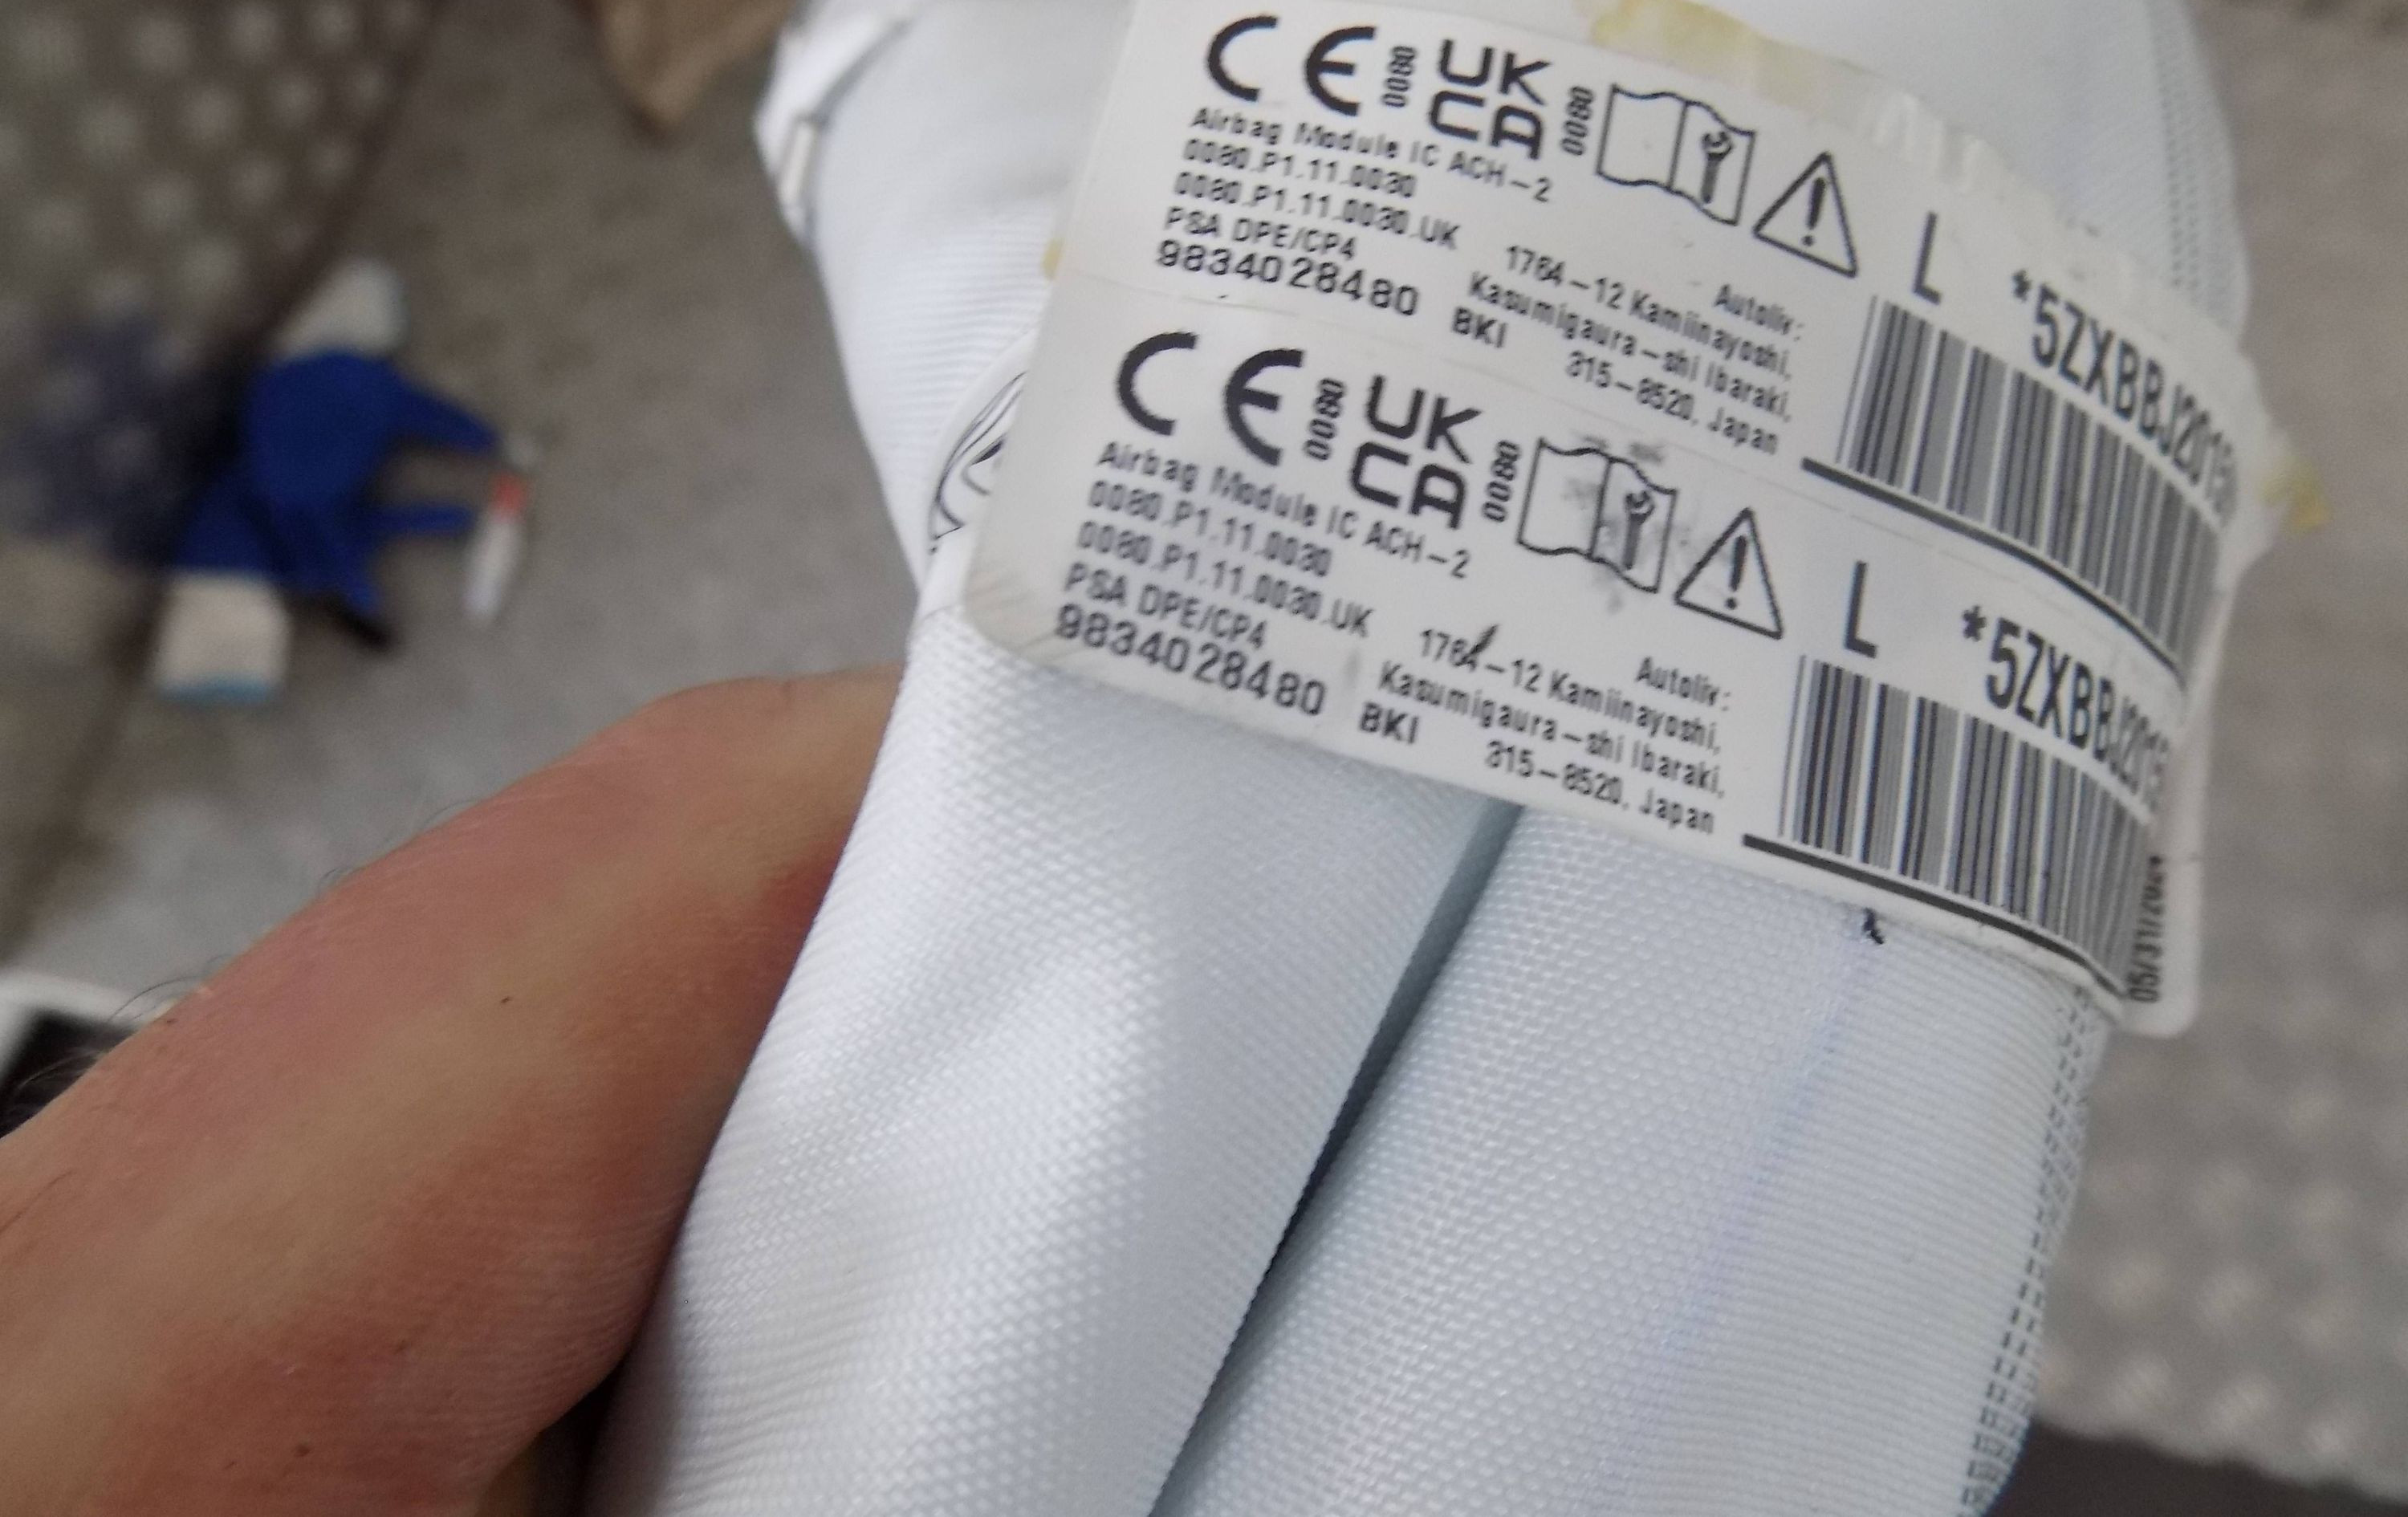 CE 0080 UK CA 0080
Airbag Module IC ACH-2
0080.P1.11.0030
0080.P1.11.0030.UK
PSA DPE/CP4
9834028480 BKI
Autoliv:
1764-12 Kamiinayoshi,
Kasumigaura-shi Ibaraki,
315-8520, Japan
L
CE 0080 UK CA 0080
Airbag Module IC ACH-2
0080.P1.11.0030
0080.P1.11.0030.UK
PSA DPE/CP4
9834028480 BKI
Autoliv:
1764-12 Kamiinayoshi,
Kasumigaura-shi Ibaraki,
315-8520, Japan
L